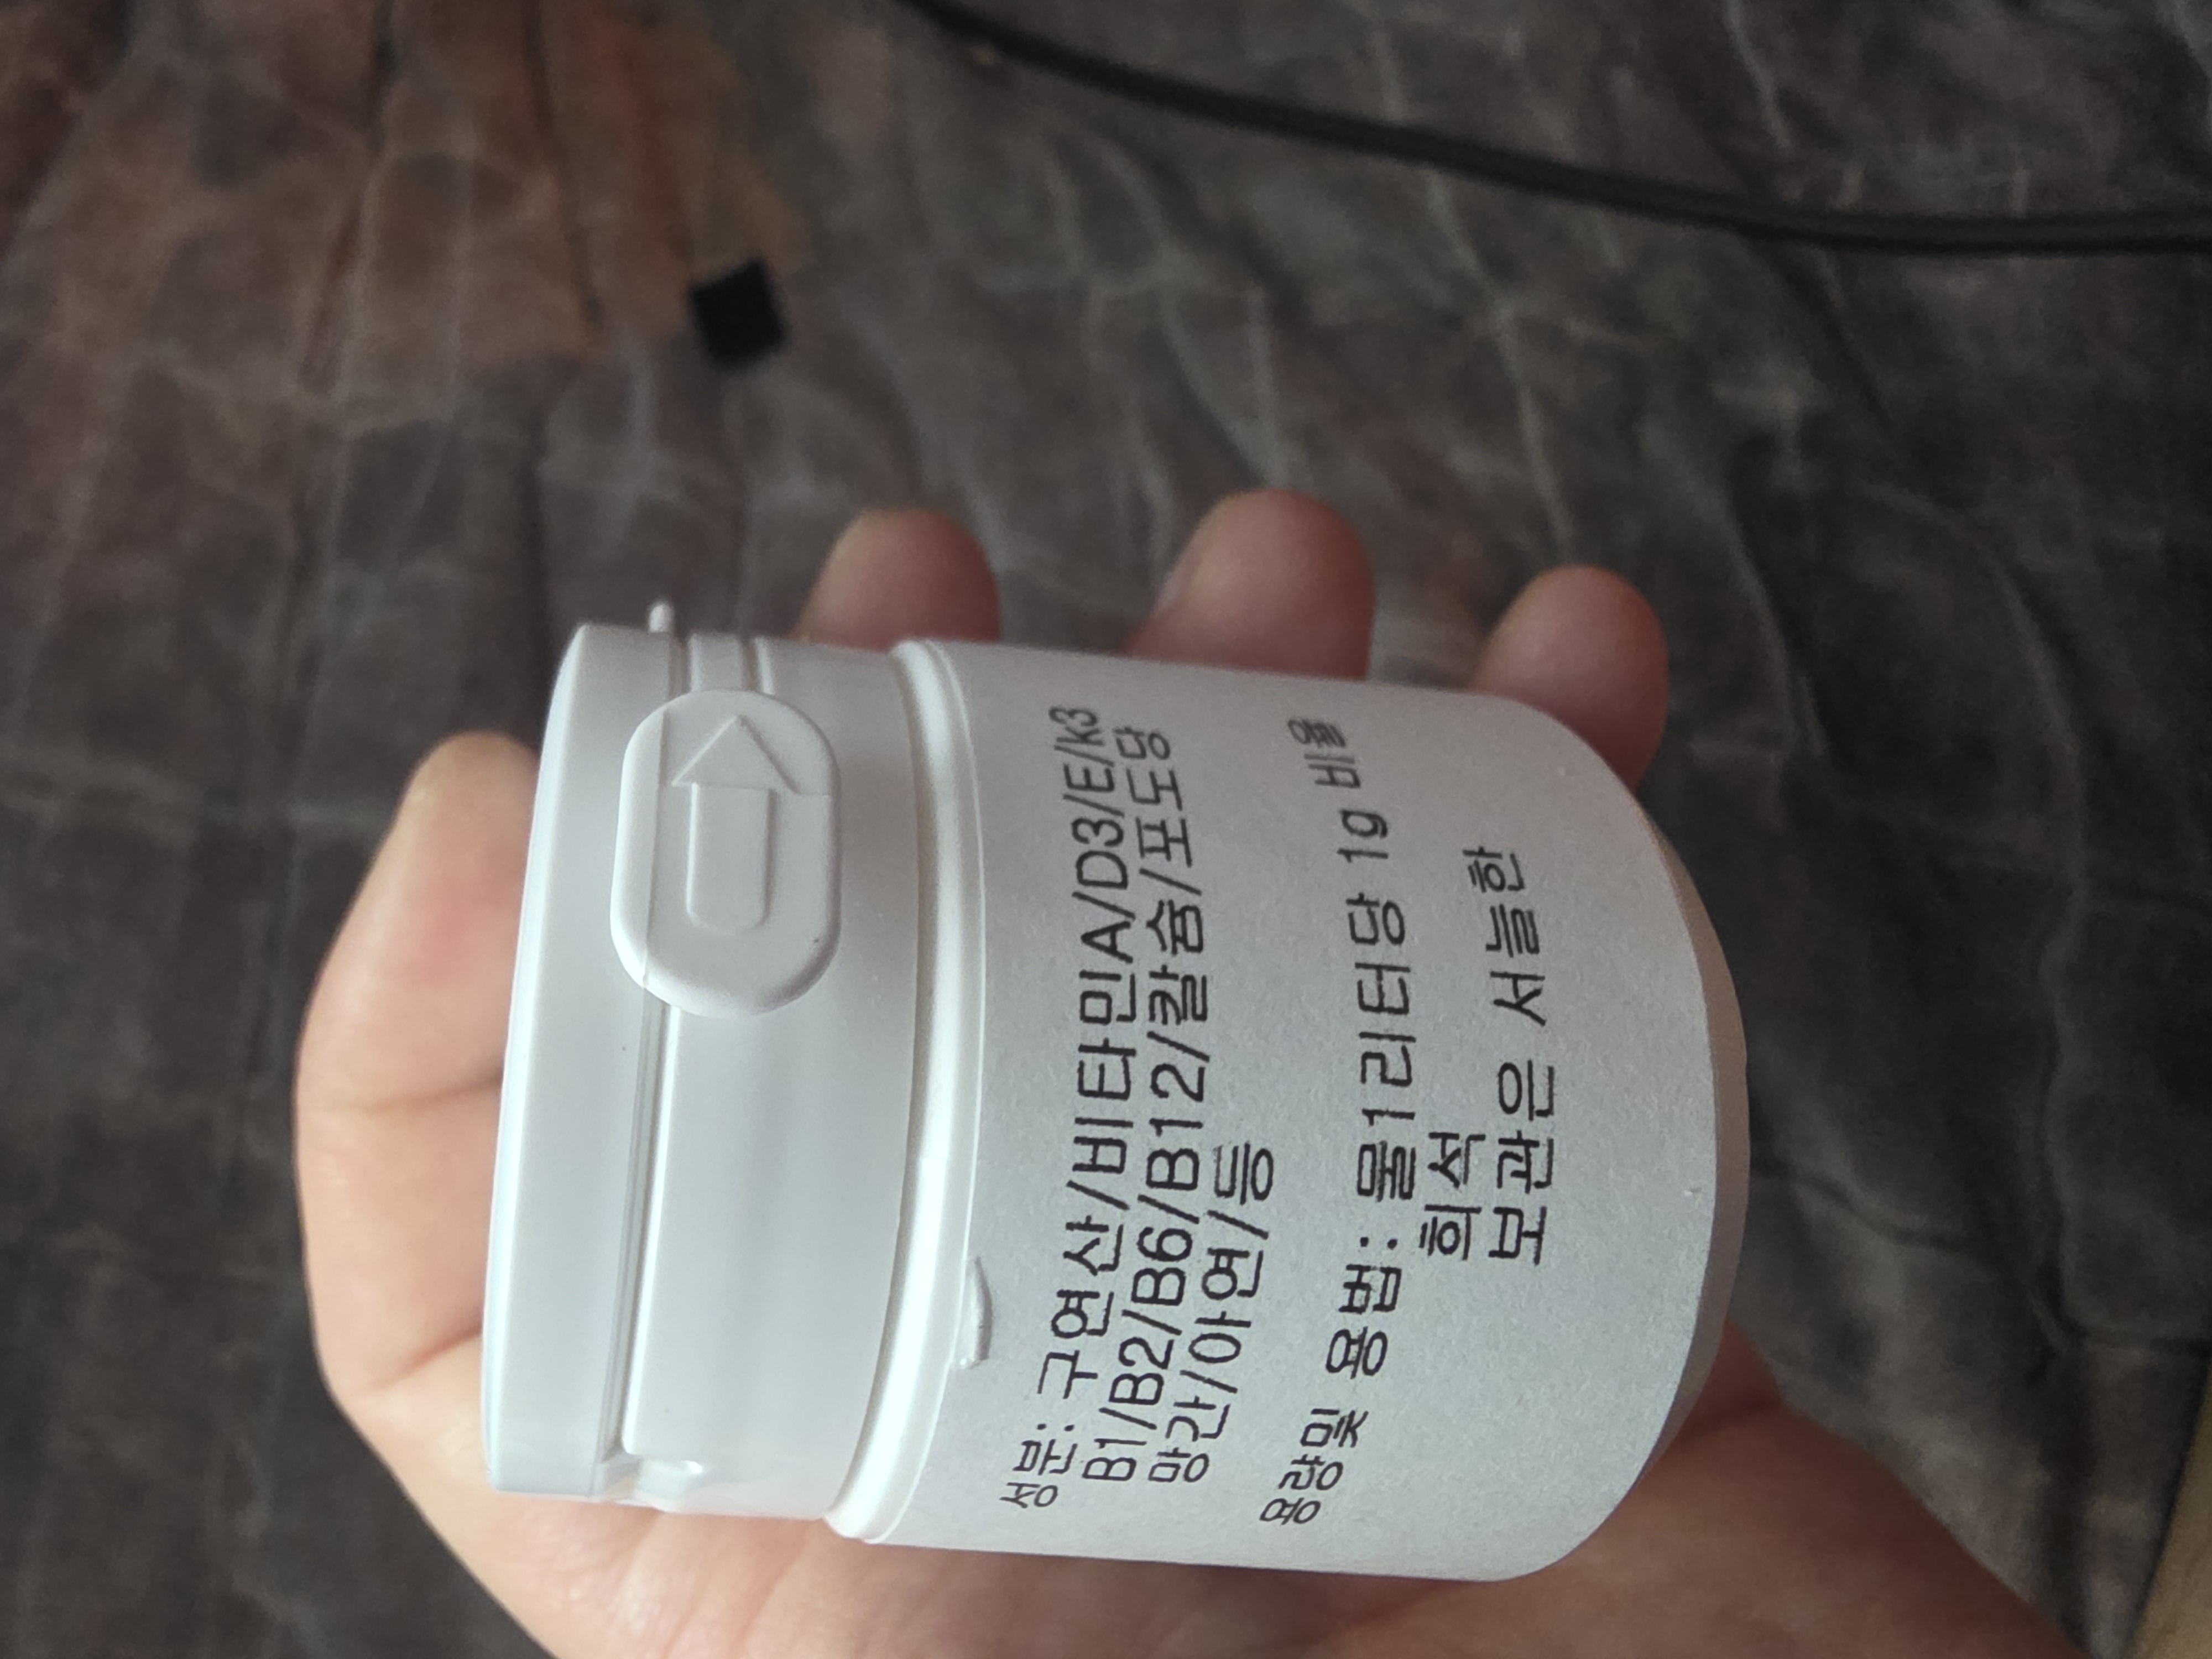 성분: 구연산/비타민A/D3/E/k3
B1/B2/B6/B12/칼슘/포도당
망간/아연/등
용량및 용법: 물1리터당 1g 비율
희석
보관은 서늘한